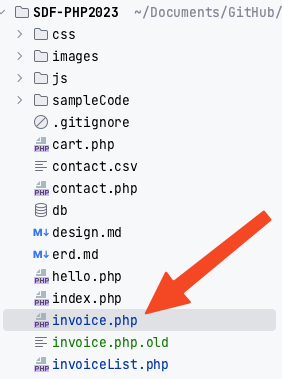 SDF-PHP2023 ~/Documents/GitHub/
css
images
js
sampleCode
.gitignore
PHP cart.php
contact.csv
PHP contact.php
db
M↓ design.md
M↓ erd.md
PHP hello.php
PHP index.php
PHP invoice.php
invoice.php.old
PHP invoiceList.php